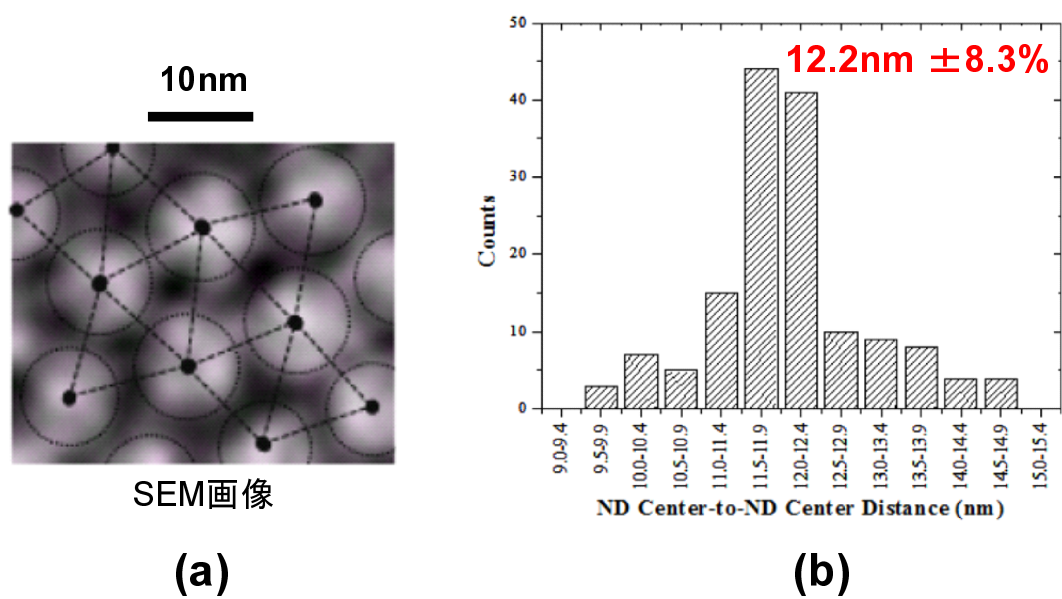 10nm
SEM画像
(a)
12.2nm ±8.3%
50
40
30
20
10
0
Counts
9.0-9.4
9.5-9.9
10.0-10.4
10.5-10.9
11.0-11.4
11.5-11.9
12.0-12.4
12.5-12.9
13.0-13.4
13.5-13.9
14.0-14.4
14.5-14.9
15.0-15.4
ND Center-to-ND Center Distance (nm)
(b)